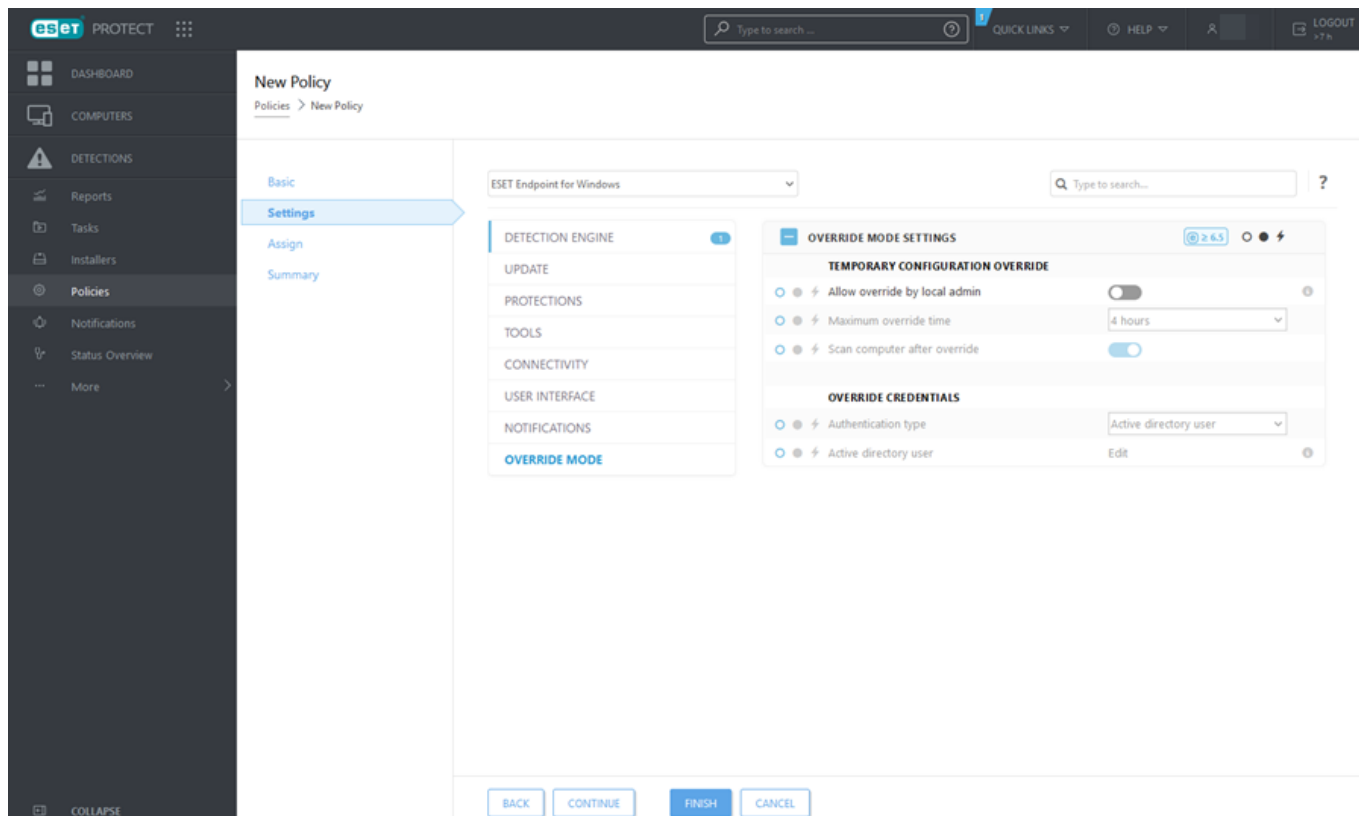 eset PROTECT
Type to search ...
1
QUICK LINKS
HELP
LOGOUT
>7 h
DASHBOARD
COMPUTERS
DETECTIONS
Reports
Tasks
Installers
Policies
Notifications
Status Overview
More
COLLAPSE
New Policy
Policies > New Policy
Basic
Settings
Assign
Summary
ESET Endpoint for Windows
Type to search...
?
DETECTION ENGINE 1
UPDATE
PROTECTIONS
TOOLS
CONNECTIVITY
USER INTERFACE
NOTIFICATIONS
OVERRIDE MODE
OVERRIDE MODE SETTINGS ≥ 6.5
TEMPORARY CONFIGURATION OVERRIDE
Allow override by local admin
Maximum override time 4 hours
Scan computer after override
OVERRIDE CREDENTIALS
Authentication type Active directory user
Active directory user Edit
BACK CONTINUE FINISH CANCEL